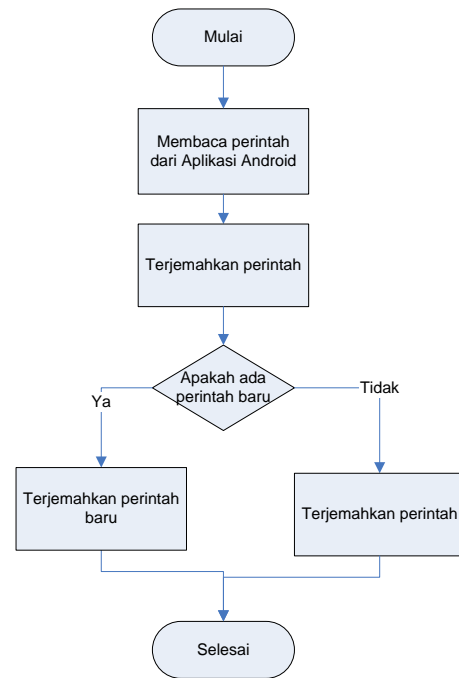 Mulai
Membaca perintah
dari Aplikasi Android
Terjemahkan perintah
Apakah ada
perintah baru
Ya
Tidak
Terjemahkan perintah
baru
Terjemahkan perintah
Selesai